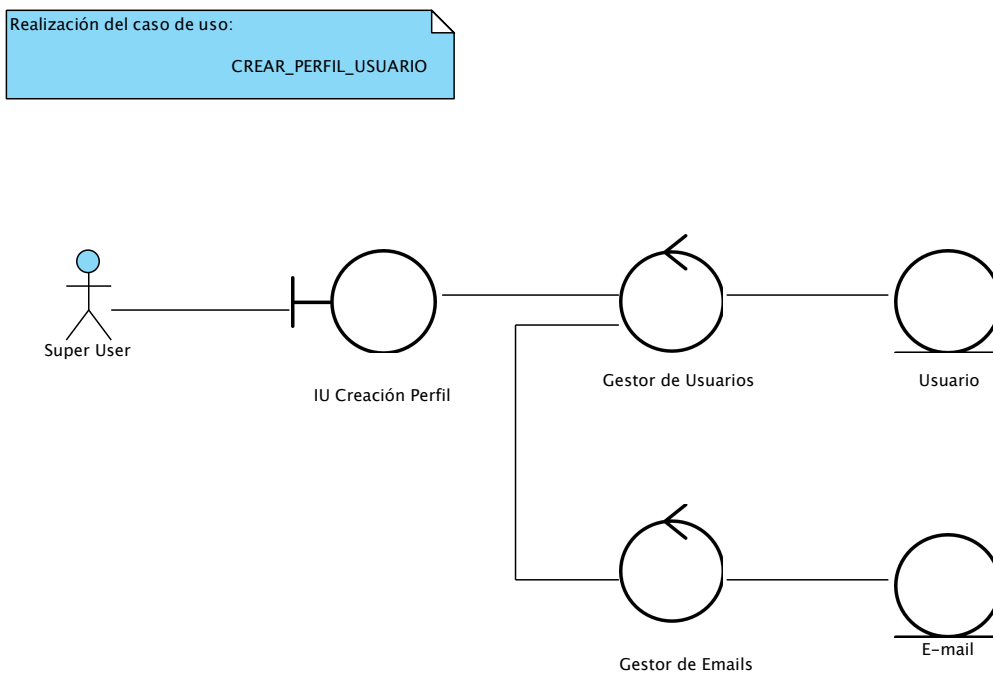 Realización del caso de uso:
CREAR_PERFIL_USUARIO
Super User
IU Creación Perfil
Gestor de Usuarios
Usuario
Gestor de Emails
E-mail